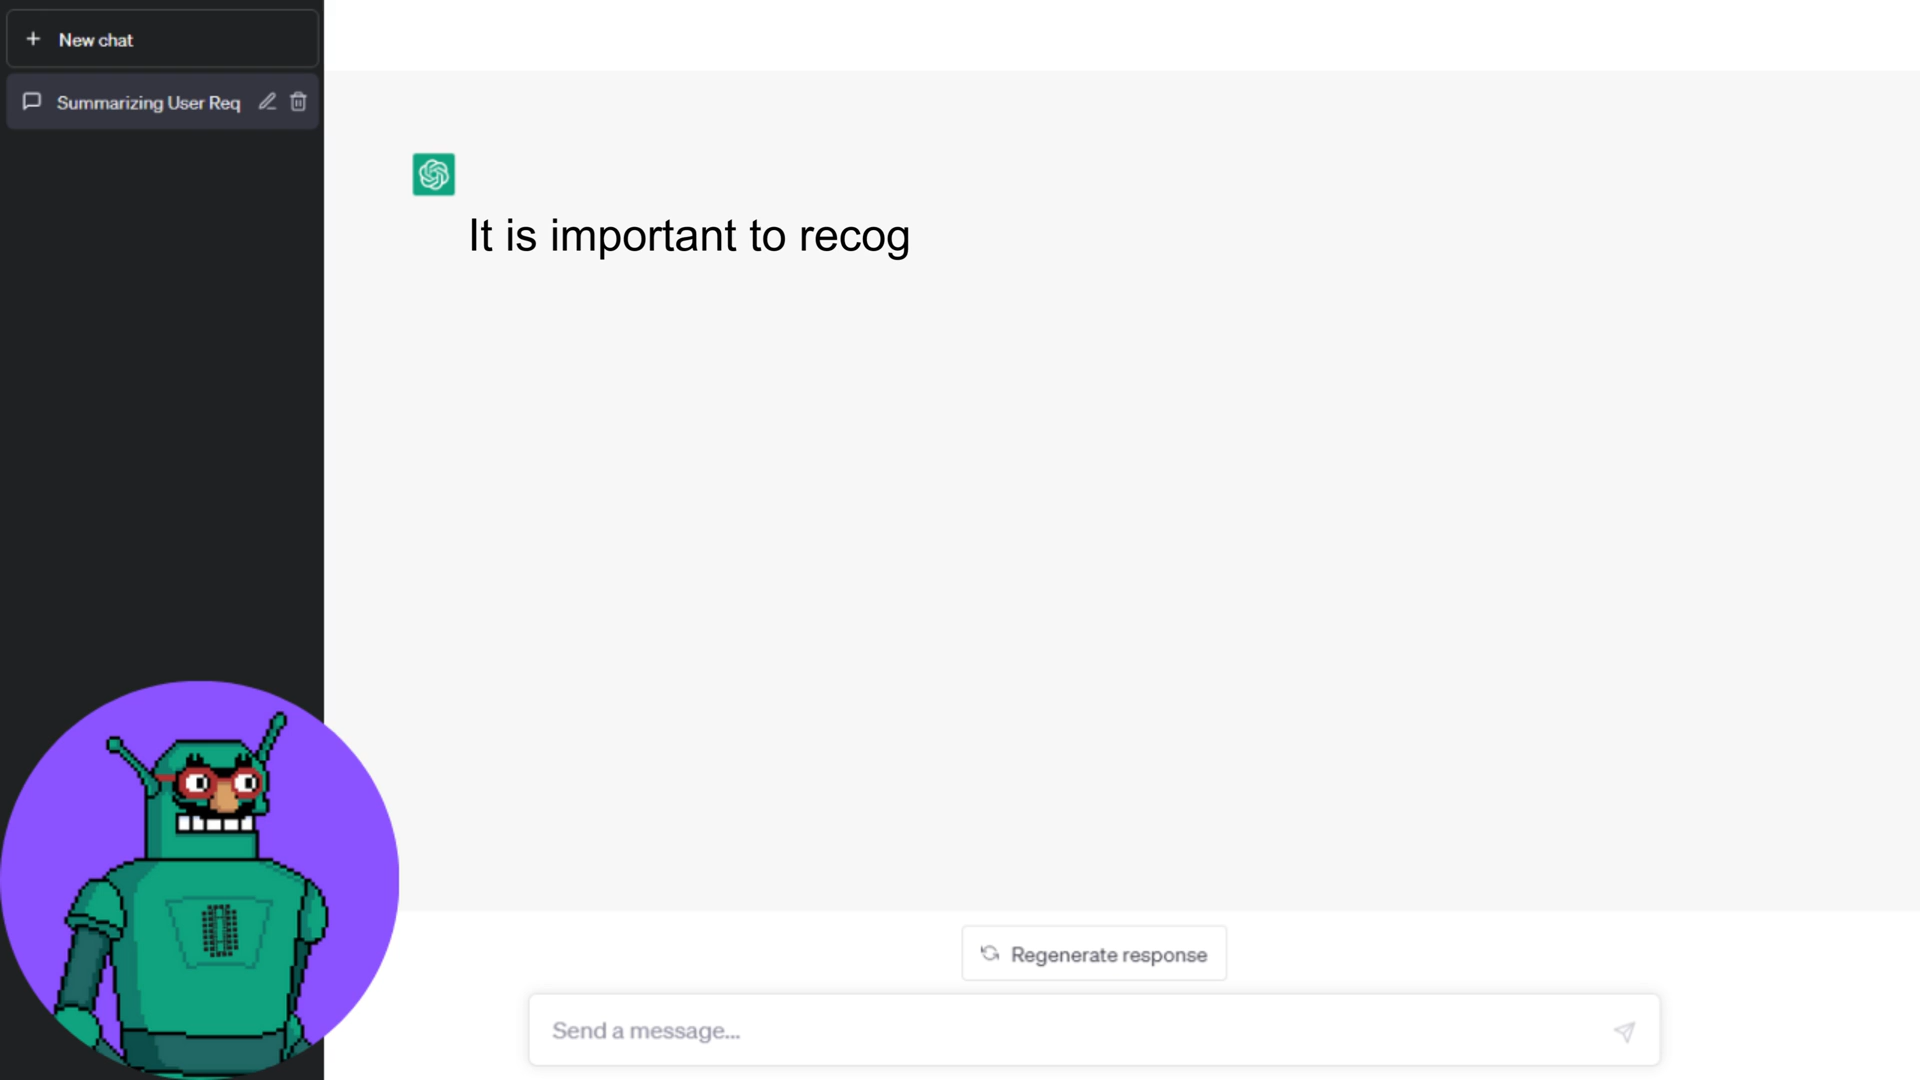 New chat
Summarizing User Req
It is important to recog
Regenerate response
Send a message...